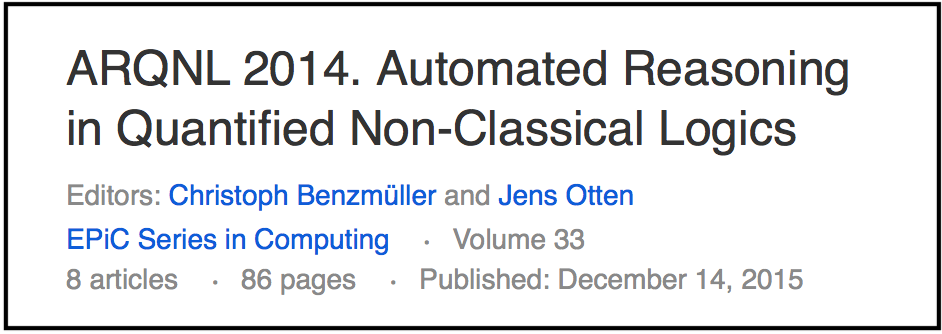 ARQNL 2014. Automated Reasoning
in Quantified Non-Classical Logics
Editors: Christoph Benzmüller and Jens Otten
EPiC Series in Computing · Volume 33
8 articles · 86 pages · Published: December 14, 2015